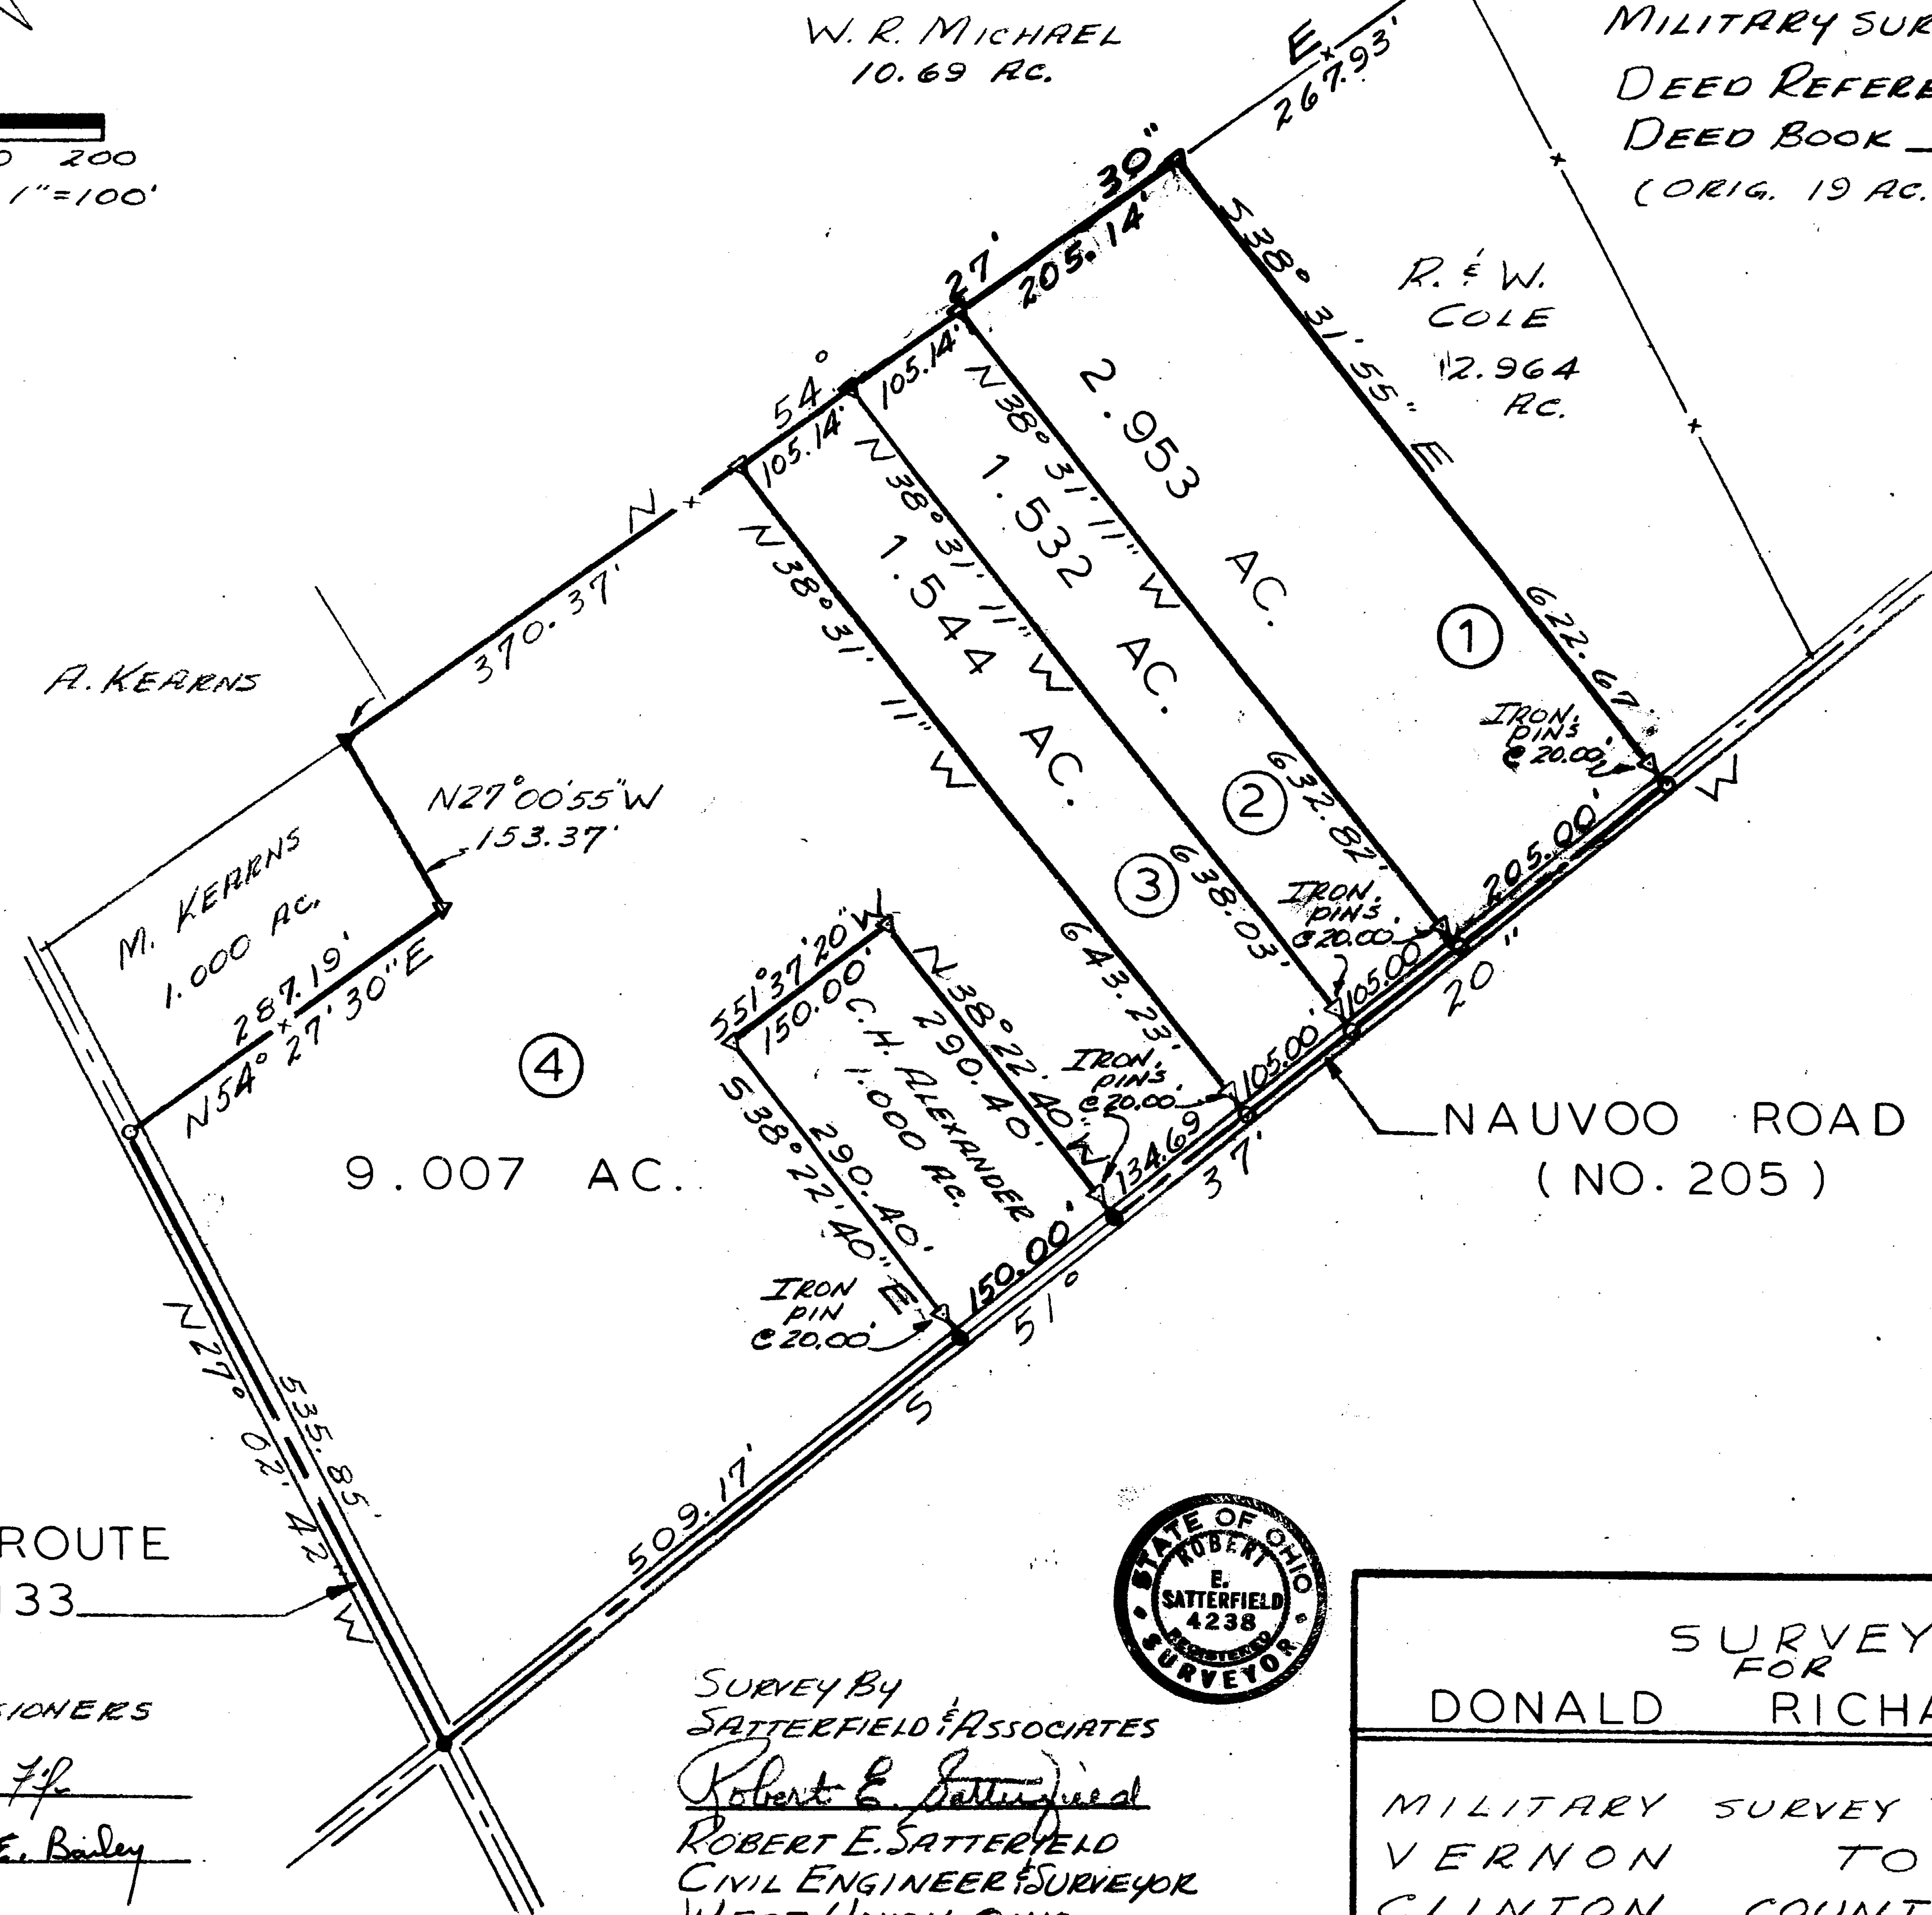 W. R. MICHAEL
10.69 AC.
MILITARY SUR
DEED REFERE
DEED BOOK
(ORIG. 19 AC.
200
1"=100'
E
267.93'
30"
205.14'
27'
105.14'
54°
105.14'
N
370.37'
S38° 31' 55" E
622.67
R. & W.
COLE
12.964
AC.
2.953 AC.
1
N38° 31' 11" W
632.82'
1.532 AC.
2
N38° 31' 11" W
638.03'
1.544 AC.
3
N38° 31' 11" W
643.23'
IRON
PINS
@ 20.00'
IRON
PINS
@ 20.00
IRON
PINS
@ 20.00
A. KEARNS
N27°00'55"W
153.37'
M. KEARNS
1.000 AC.
287.19'
N54° 27' 30" E
4
9.007 AC.
S51°37'20"W
150.00'
N38° 22' 40" W
290.40'
C. H. ALEXANDER
1.000 AC.
290.40'
S38° 22' 40" E
IRON
PIN
@ 20.00'
W
205.00'
20"
105.00'
105.00'
37'
134.69
150.00'
51°
S
509.17'
NAUVOO ROAD
(NO. 205)
N27° 02' 42" W
535.85'
ROUTE
133
SIONERS
E. Bailey
STATE OF OHIO
ROBERT
E.
SATTERFIELD
4238
REGISTERED
SURVEYOR
SURVEY BY
SATTERFIELD & ASSOCIATES
Robert E. Satterfield
ROBERT E. SATTERFIELD
CIVIL ENGINEER & SURVEYOR
WEST UNION OHIO
SURVEY
FOR
DONALD RICHA
MILITARY SURVEY
VERNON TO
CLINTON COUNT